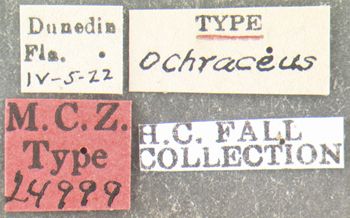 Dunedin
Fla. .
IV-5-22
TYPE
ochraceus
M.C.Z.
Type
24999
H.C. FALL
COLLECTION